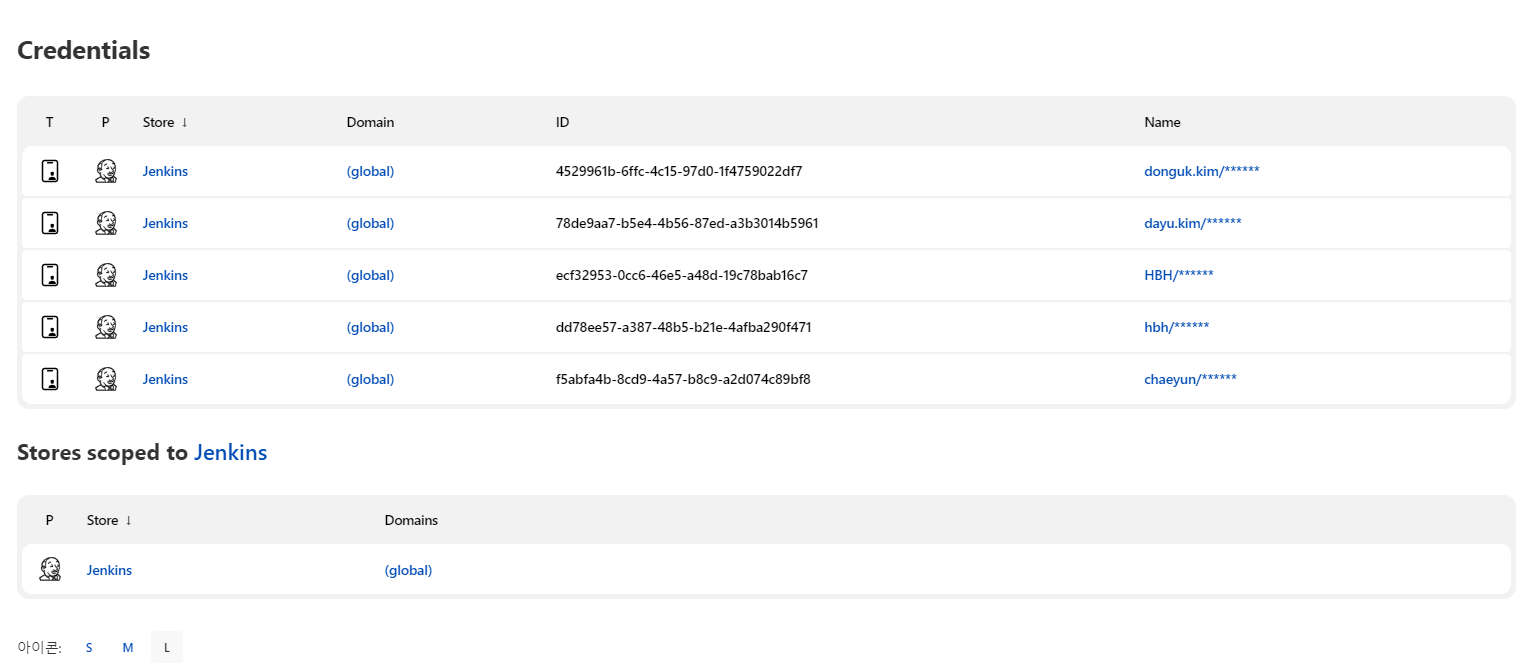 Credentials
T P Store ↓ Domain ID Name
Jenkins (global) 4529961b-6ffc-4c15-97d0-1f4759022df7 donguk.kim/******
Jenkins (global) 78de9aa7-b5e4-4b56-87ed-a3b3014b5961 dayu.kim/******
Jenkins (global) ecf32953-0cc6-46e5-a48d-19c78bab16c7 HBH/******
Jenkins (global) dd78ee57-a387-48b5-b21e-4afba290f471 hbh/******
Jenkins (global) f5abfa4b-8cd9-4a57-b8c9-a2d074c89bf8 chaeyun/******
Stores scoped to Jenkins
P Store ↓ Domains
Jenkins (global)
아이콘: S M L